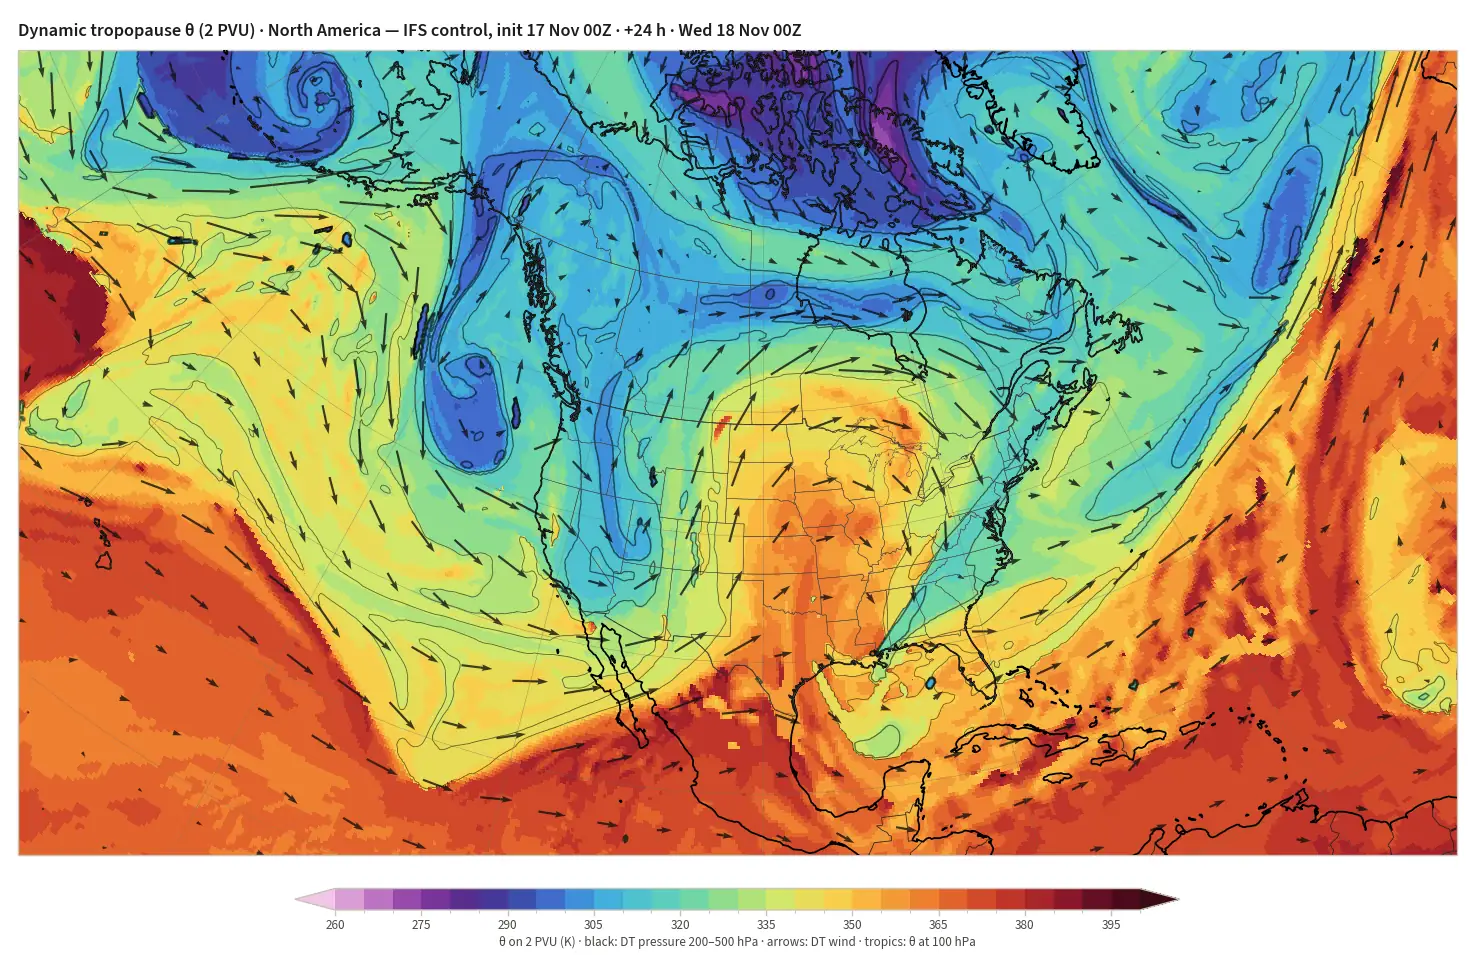 Dynamic tropopause θ (2 PVU) · North America — IFS control, init 17 Nov 00Z · +24 h · Wed 18 Nov 00Z
260 275 290 305 320 335 350 365 380 395
θ on 2 PVU (K) · black: DT pressure 200–500 hPa · arrows: DT wind · tropics: θ at 100 hPa